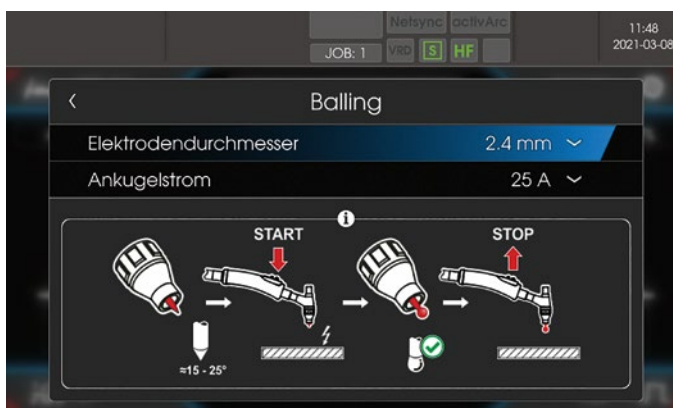 Netsync activArc
11:48
JOB: 1 VRD S HF
2021-03-08
Balling
Elektrodendurchmesser 2.4 mm
Ankugelstrom 25 A
START
STOP
≈15 - 25°